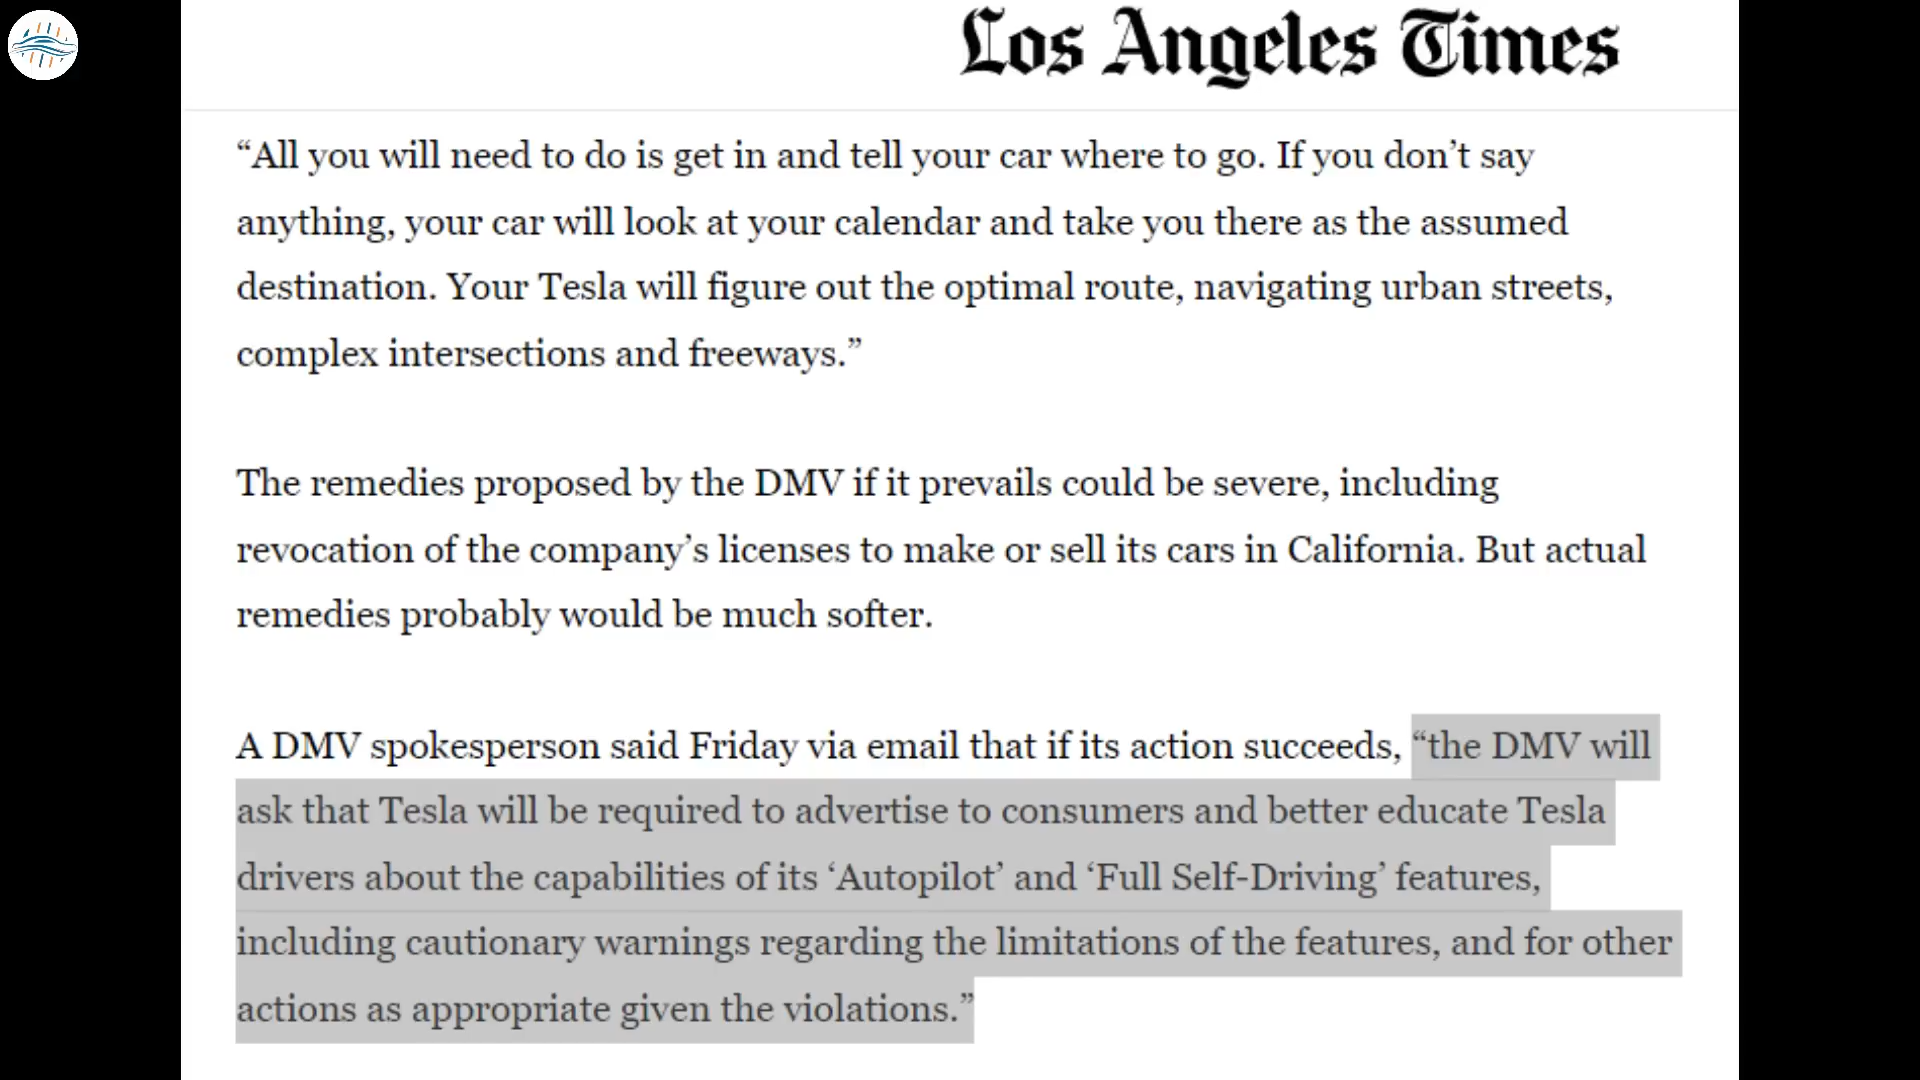 Los Angeles Times
“All you will need to do is get in and tell your car where to go. If you don’t say
anything, your car will look at your calendar and take you there as the assumed
destination. Your Tesla will figure out the optimal route, navigating urban streets,
complex intersections and freeways.”
The remedies proposed by the DMV if it prevails could be severe, including
revocation of the company’s licenses to make or sell its cars in California. But actual
remedies probably would be much softer.
A DMV spokesperson said Friday via email that if its action succeeds, “the DMV will
ask that Tesla will be required to advertise to consumers and better educate Tesla
drivers about the capabilities of its ‘Autopilot’ and ‘Full Self-Driving’ features,
including cautionary warnings regarding the limitations of the features, and for other
actions as appropriate given the violations.”